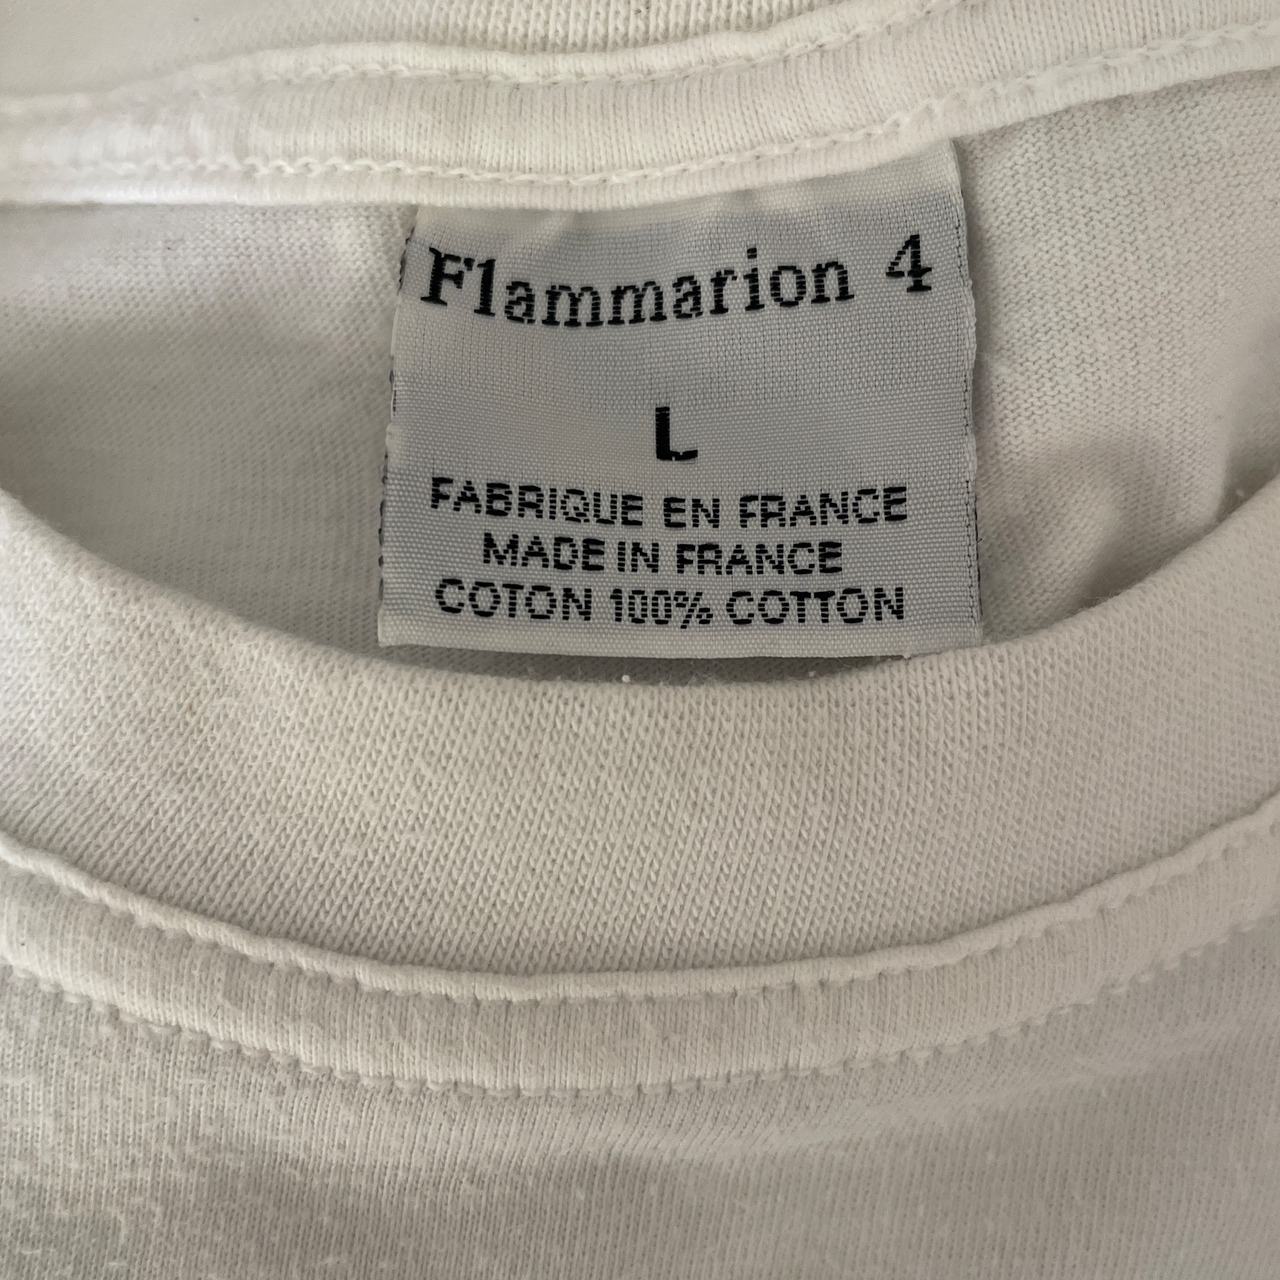 Flammarion 4
L
FABRIQUE EN FRANCE
MADE IN FRANCE
COTON 100% COTTON